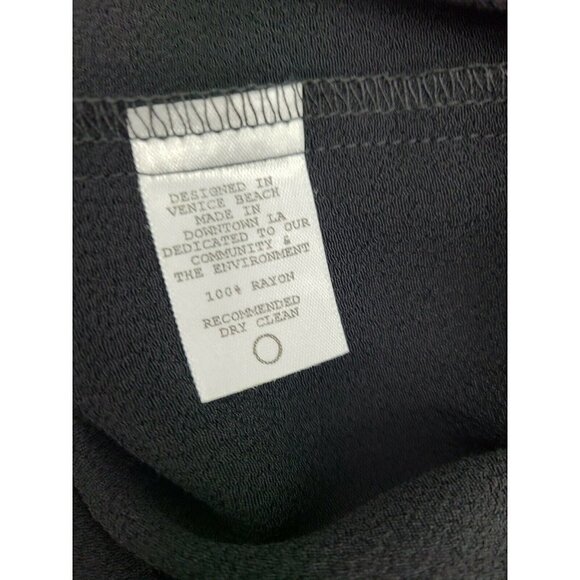 DESIGNED IN
VENICE BEACH
MADE IN
DOWNTOWN LA
DEDICATED TO OUR
COMMUNITY &
THE ENVIRONMENT
100% RAYON
RECOMMENDED
DRY CLEAN